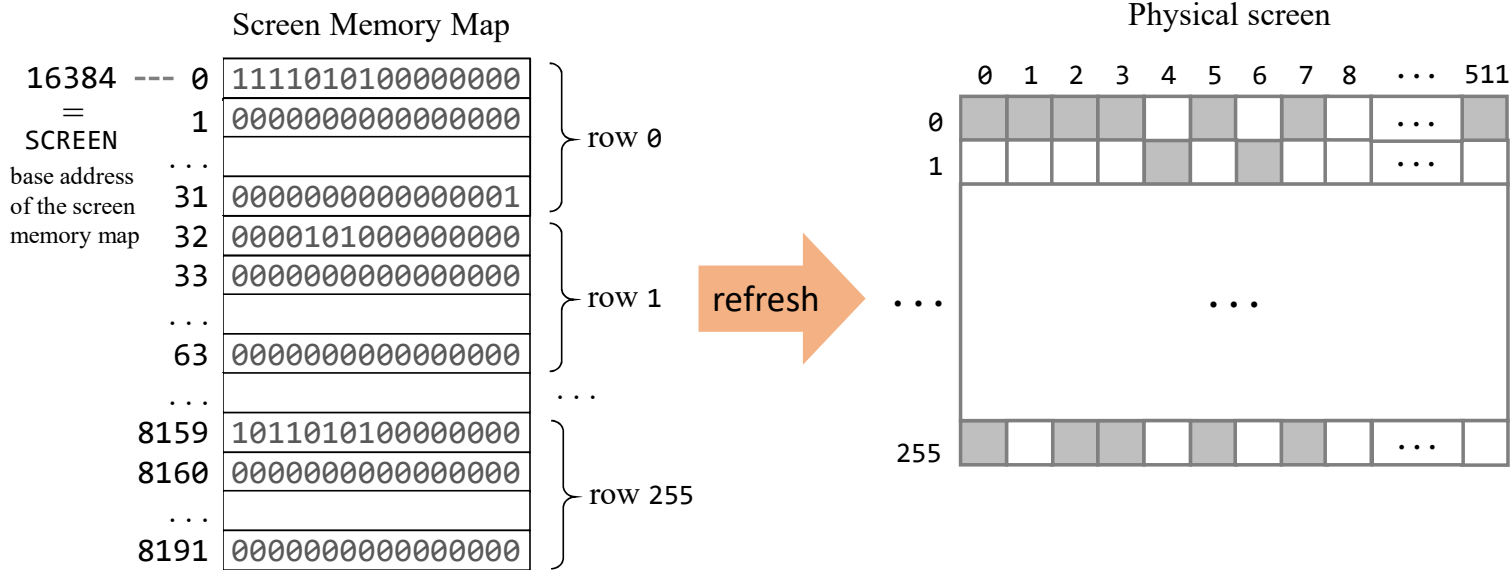 Screen Memory Map
16384 --- 0 1111010100000000
=
SCREEN
base address
of the screen
memory map
1 0000000000000000
...
31 0000000000000001
row 0
32 0000101000000000
33 0000000000000000
...
63 0000000000000000
row 1
... ...
8159 1011010100000000
8160 0000000000000000
...
8191 0000000000000000
row 255
refresh
Physical screen
0 1 2 3 4 5 6 7 8 ... 511
0 ...
1 ...
... ...
255 ...